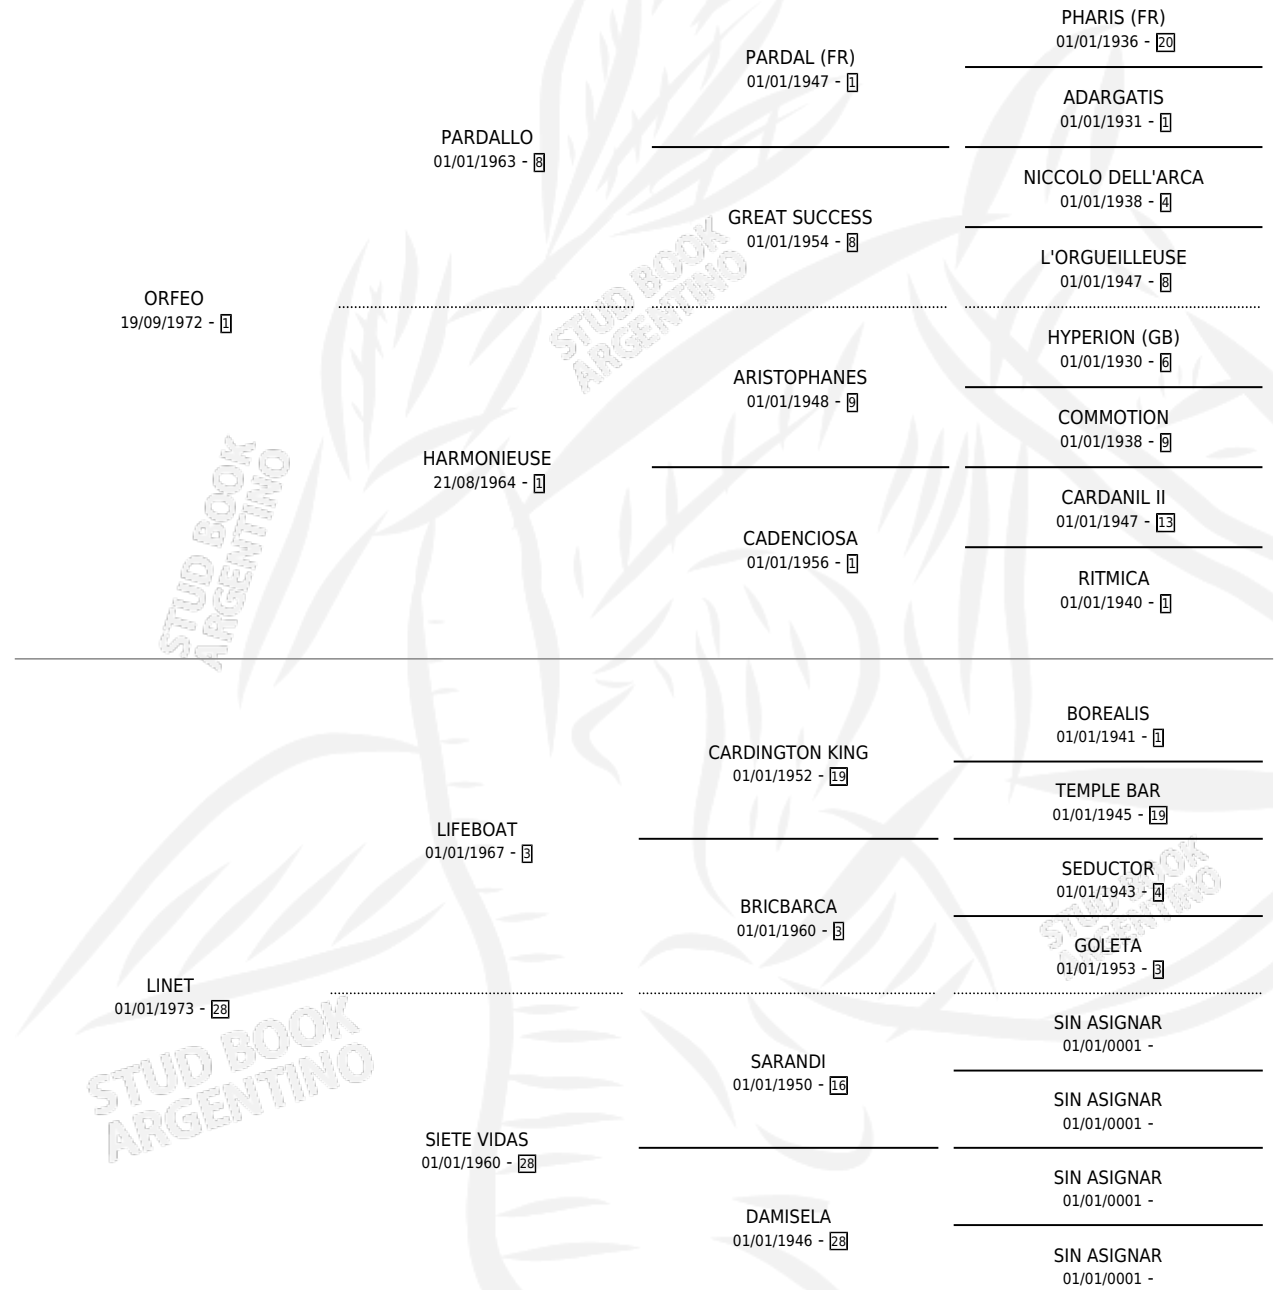 PHARIS (FR)
01/01/1936 - 20
PARDAL (FR)
01/01/1947 - 1
ADARGATIS
01/01/1931 - 1
PARDALLO
01/01/1963 - 8
NICCOLO DELL'ARCA
01/01/1938 - 4
GREAT SUCCESS
01/01/1954 - 8
L'ORGUEILLEUSE
01/01/1947 - 8
ORFEO
19/09/1972 - 1
HYPERION (GB)
01/01/1930 - 6
ARISTOPHANES
01/01/1948 - 9
COMMOTION
01/01/1938 - 9
HARMONIEUSE
21/08/1964 - 1
CARDANIL II
01/01/1947 - 13
CADENCIOSA
01/01/1956 - 1
RITMICA
01/01/1940 - 1
BOREALIS
01/01/1941 - 1
CARDINGTON KING
01/01/1952 - 19
TEMPLE BAR
01/01/1945 - 19
LIFEBOAT
01/01/1967 - 3
SEDUCTOR
01/01/1943 - 4
BRICBARCA
01/01/1960 - 3
GOLETA
01/01/1953 - 3
LINET
01/01/1973 - 28
SIN ASIGNAR
01/01/0001 -
SARANDI
01/01/1950 - 16
SIN ASIGNAR
01/01/0001 -
SIETE VIDAS
01/01/1960 - 28
SIN ASIGNAR
01/01/0001 -
DAMISELA
01/01/1946 - 28
SIN ASIGNAR
01/01/0001 -
STUD BOOK
ARGENTINO
STUD BOOK
ARGENTINO
STUD BOOK
ARGENTINO
STUD BOOK
ARGENTINO